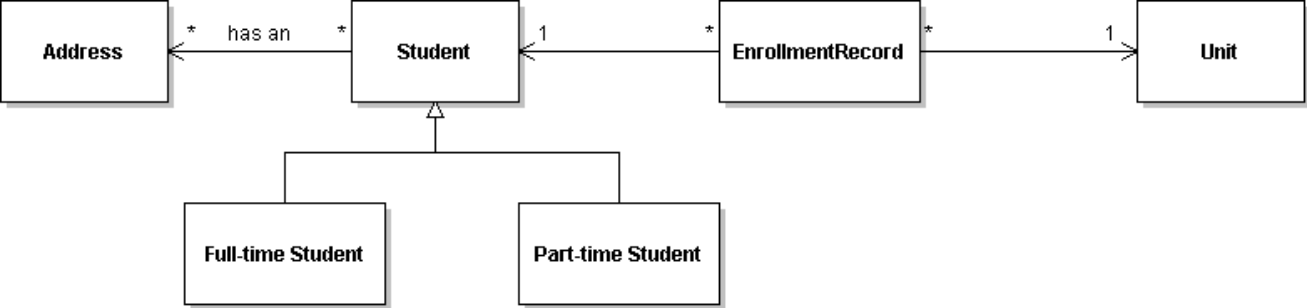 * has an *
1 *
* 1
Address
Student
EnrollmentRecord
Unit
Full-time Student
Part-time Student